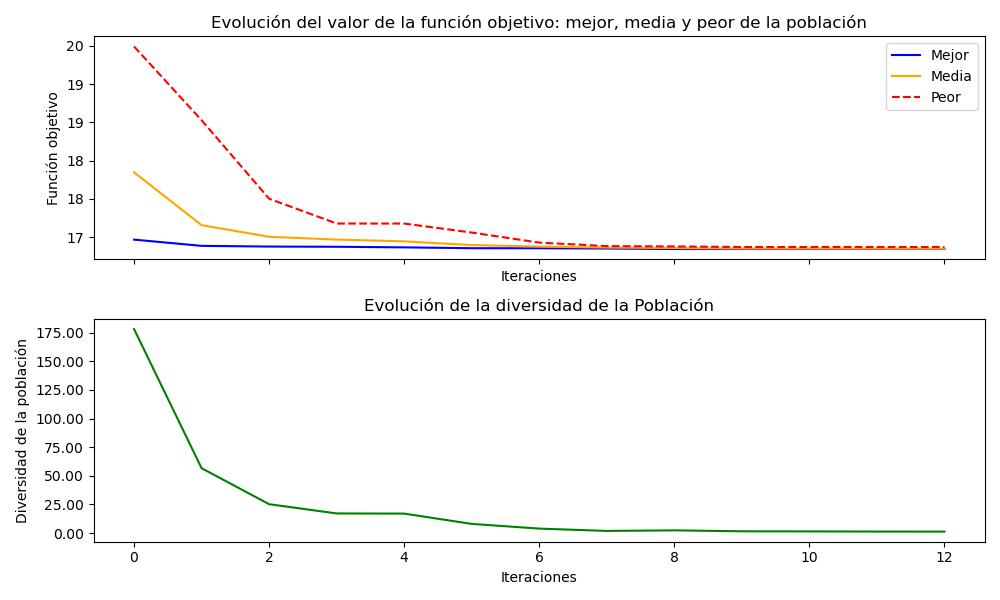 Evolución del valor de la función objetivo: mejor, media y peor de la población
20
19
19
18
18
17
Función objetivo
Mejor
Media
Peor
Iteraciones
Evolución de la diversidad de la Población
175.00
150.00
125.00
100.00
75.00
50.00
25.00
0.00
Diversidad de la población
0 2 4 6 8 10 12
Iteraciones